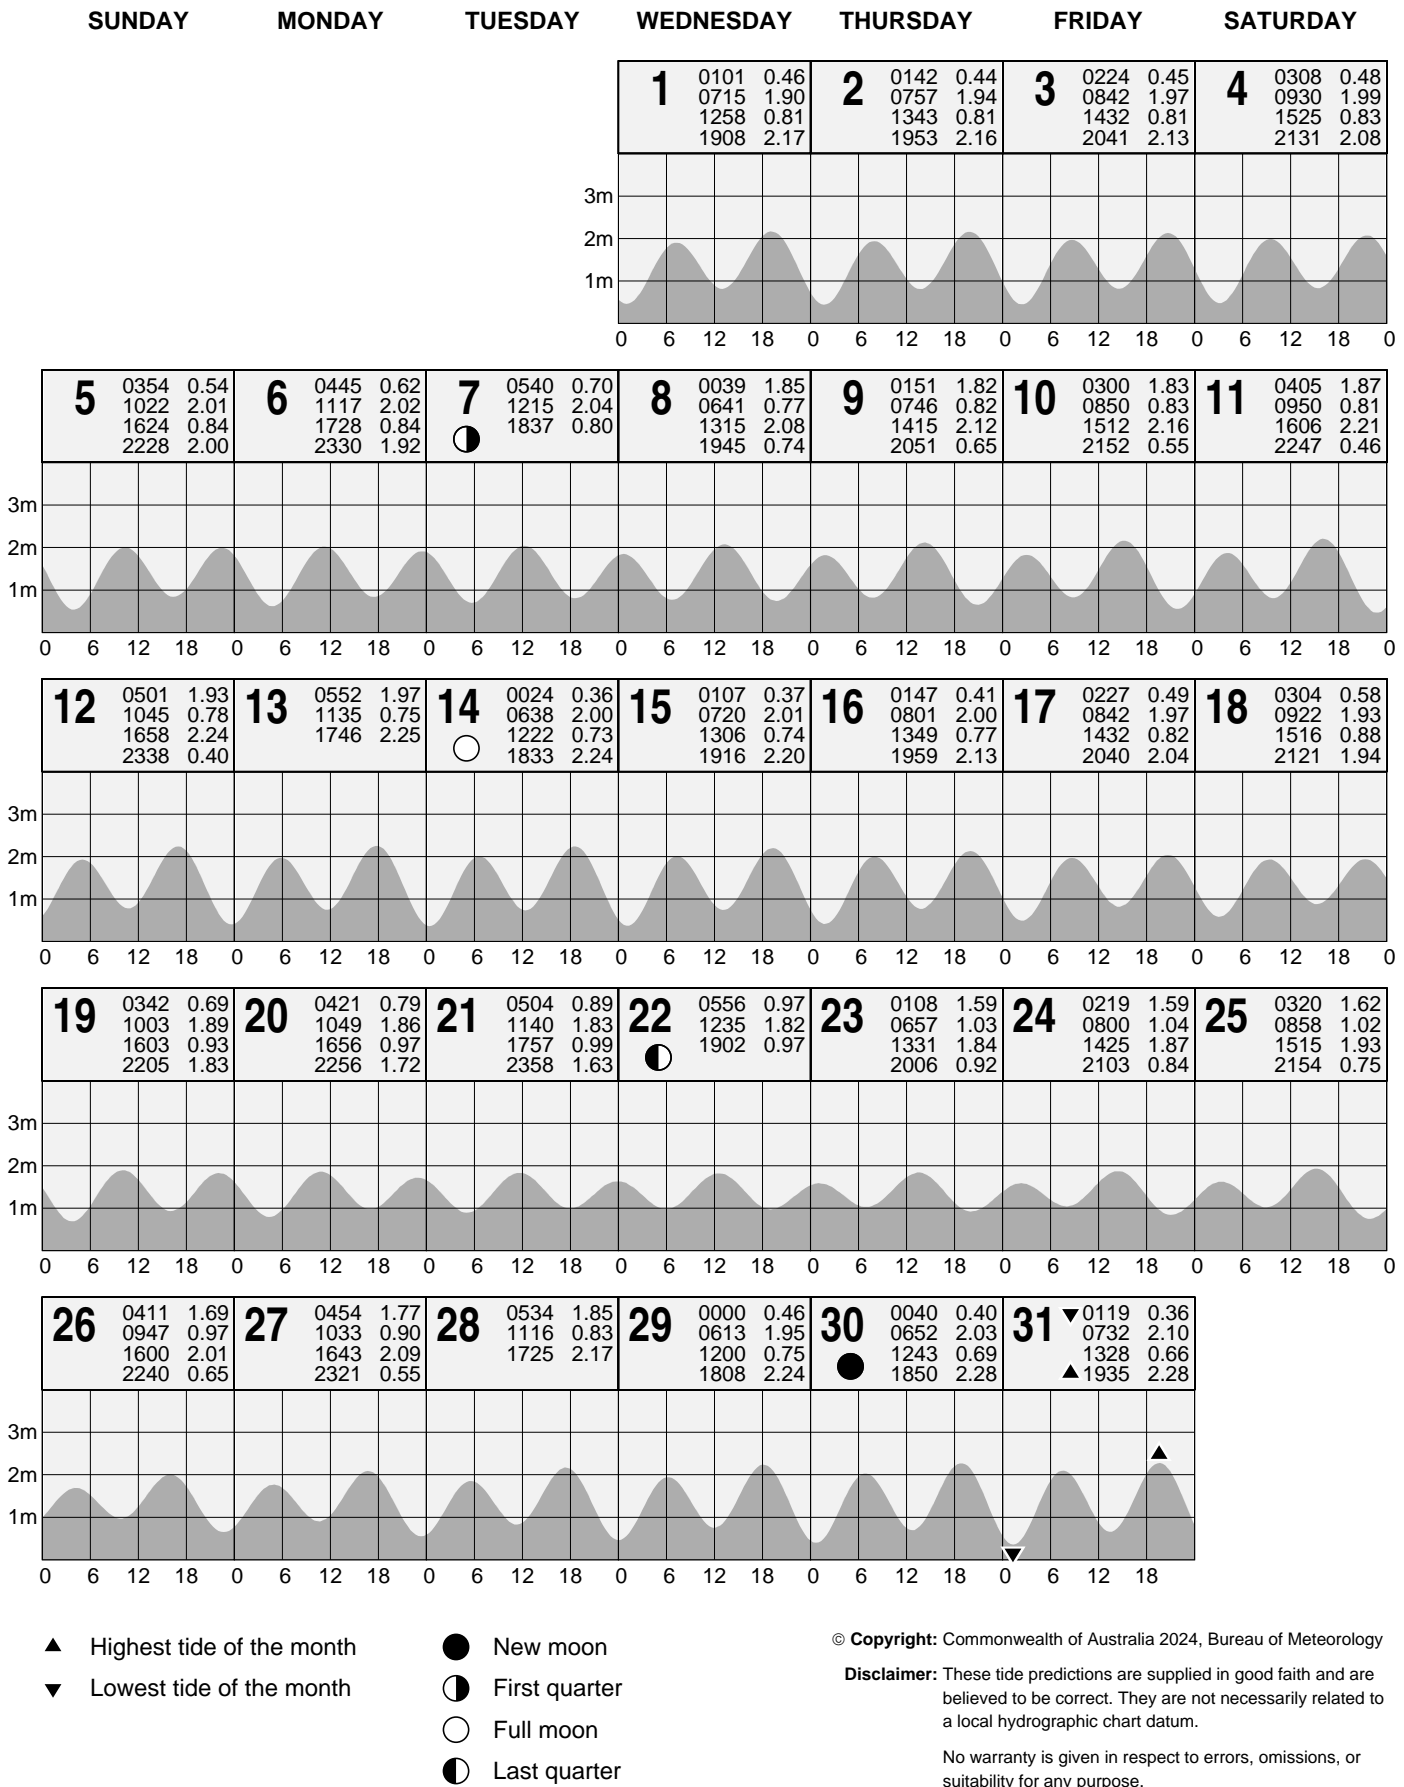 SUNDAY MONDAY TUESDAY WEDNESDAY THURSDAY FRIDAY SATURDAY
1 0101 0.46 2 0142 0.44 3 0224 0.45 4 0308 0.48
0715 1.90 0757 1.94 0842 1.97 0930 1.99
1258 0.81 1343 0.81 1432 0.81 1525 0.83
1908 2.17 1953 2.16 2041 2.13 2131 2.08
3m
2m
1m
0 6 12 18 0 6 12 18 0 6 12 18 0 6 12 18 0
5 0354 0.54 6 0445 0.62 7 0540 0.70 8 0039 1.85 9 0151 1.82 10 0300 1.83 11 0405 1.87
1022 2.01 1117 2.02 1215 2.04 0641 0.77 0746 0.82 0850 0.83 0950 0.81
1624 0.84 1728 0.84 1837 0.80 1315 2.08 1415 2.12 1512 2.16 1606 2.21
2228 2.00 2330 1.92 1945 0.74 2051 0.65 2152 0.55 2247 0.46
3m
2m
1m
0 6 12 18 0 6 12 18 0 6 12 18 0 6 12 18 0 6 12 18 0 6 12 18 0 6 12 18 0
12 0501 1.93 13 0552 1.97 14 0024 0.36 15 0107 0.37 16 0147 0.41 17 0227 0.49 18 0304 0.58
1045 0.78 1135 0.75 0638 2.00 0720 2.01 0801 2.00 0842 1.97 0922 1.93
1658 2.24 1746 2.25 1222 0.73 1306 0.74 1349 0.77 1432 0.82 1516 0.88
2338 0.40 1833 2.24 1916 2.20 1959 2.13 2040 2.04 2121 1.94
3m
2m
1m
0 6 12 18 0 6 12 18 0 6 12 18 0 6 12 18 0 6 12 18 0 6 12 18 0 6 12 18 0
19 0342 0.69 20 0421 0.79 21 0504 0.89 22 0556 0.97 23 0108 1.59 24 0219 1.59 25 0320 1.62
1003 1.89 1049 1.86 1140 1.83 1235 1.82 0657 1.03 0800 1.04 0858 1.02
1603 0.93 1656 0.97 1757 0.99 1902 0.97 1331 1.84 1425 1.87 1515 1.93
2205 1.83 2256 1.72 2358 1.63 2006 0.92 2103 0.84 2154 0.75
3m
2m
1m
0 6 12 18 0 6 12 18 0 6 12 18 0 6 12 18 0 6 12 18 0 6 12 18 0 6 12 18 0
26 0411 1.69 27 0454 1.77 28 0534 1.85 29 0000 0.46 30 0040 0.40 31 0119 0.36
0947 0.97 1033 0.90 1116 0.83 0613 1.95 0652 2.03 0732 2.10
1600 2.01 1643 2.09 1725 2.17 1200 0.75 1243 0.69 1328 0.66
2240 0.65 2321 0.55 1808 2.24 1850 2.28 1935 2.28
3m
2m
1m
0 6 12 18 0 6 12 18 0 6 12 18 0 6 12 18 0 6 12 18 0 6 12 18
Highest tide of the month
Lowest tide of the month
New moon
First quarter
Full moon
Last quarter
© Copyright: Commonwealth of Australia 2024, Bureau of Meteorology
Disclaimer: These tide predictions are supplied in good faith and are
believed to be correct. They are not necessarily related to
a local hydrographic chart datum.
No warranty is given in respect to errors, omissions, or
suitability for any purpose.